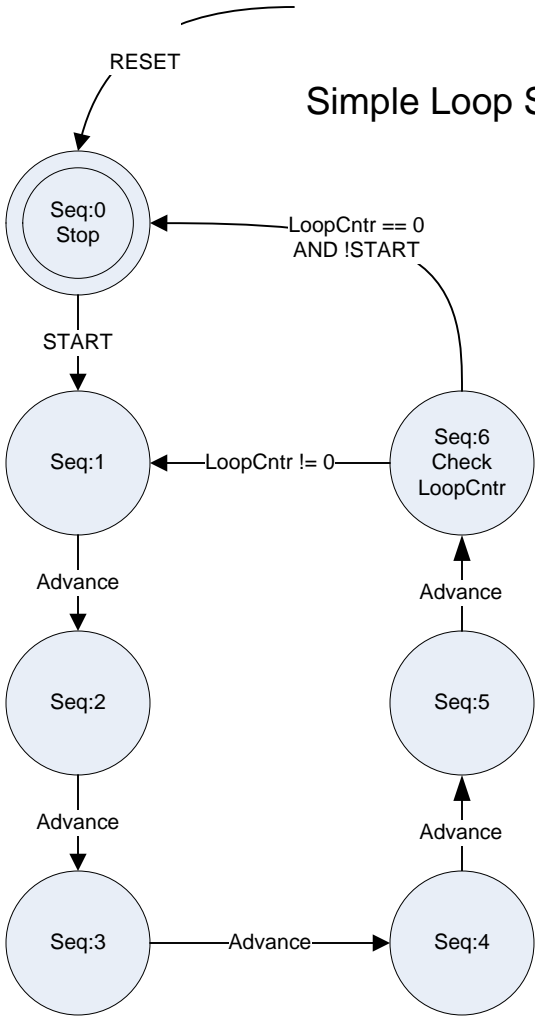 RESET
Simple Loop S
Seq:0
Stop
LoopCntr == 0
AND !START
START
Seq:1
LoopCntr != 0
Seq:6
Check
LoopCntr
Advance
Advance
Seq:2
Seq:5
Advance
Advance
Seq:3
Advance
Seq:4